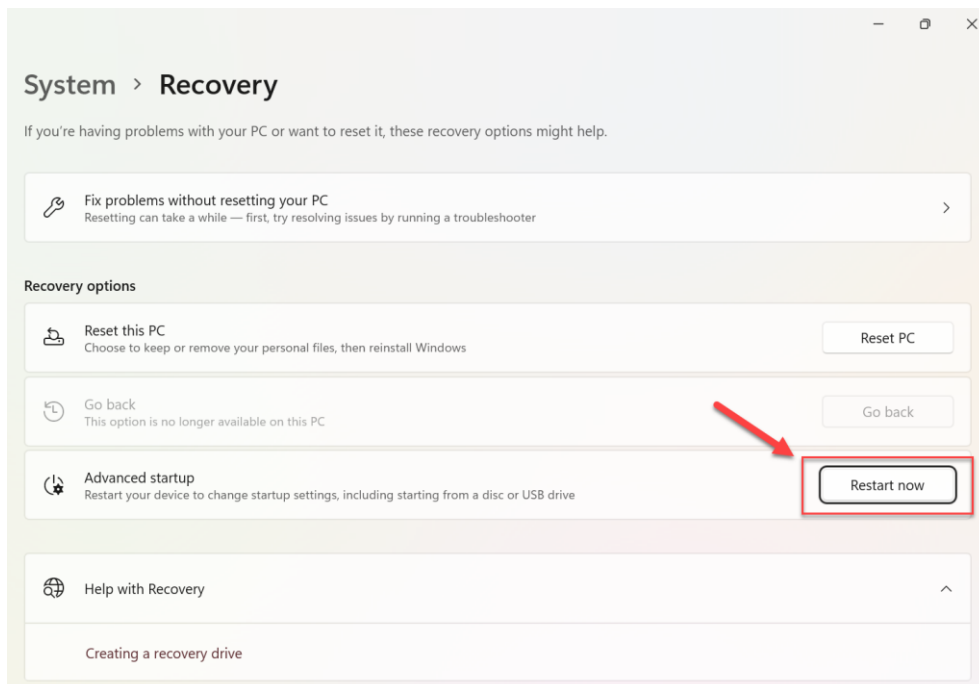 System > Recovery
If you're having problems with your PC or want to reset it, these recovery options might help.
Fix problems without resetting your PC
Resetting can take a while — first, try resolving issues by running a troubleshooter
Recovery options
Reset this PC
Choose to keep or remove your personal files, then reinstall Windows
Reset PC
Go back
This option is no longer available on this PC
Go back
Advanced startup
Restart your device to change startup settings, including starting from a disc or USB drive
Restart now
Help with Recovery
Creating a recovery drive